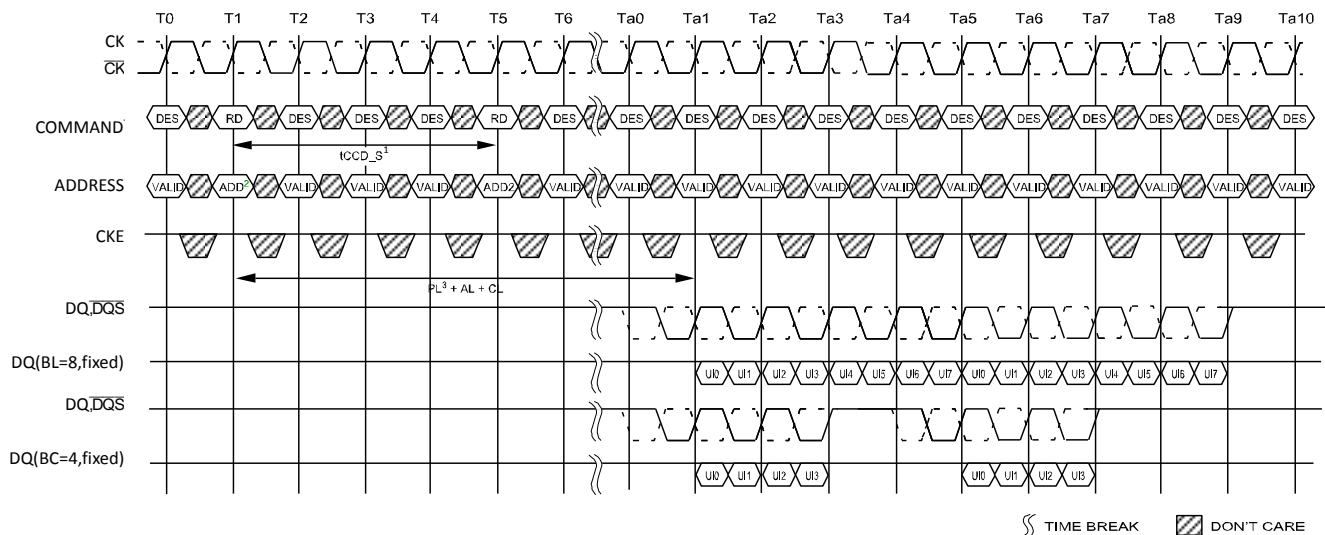 T0 T1 T2 T3 T4 T5 T6 Ta0 Ta1 Ta2 Ta3 Ta4 Ta5 Ta6 Ta7 Ta8 Ta9 Ta10
CK
CK
COMMAND
DES RD DES DES DES RD DES DES DES DES DES DES DES DES DES DES DES DES
tCCD_S1
ADDRESS
VALID ADD2 VALID VALID VALID ADD2 VALID VALID VALID VALID VALID VALID VALID VALID VALID VALID VALID VALID
CKE
PL3 + AL + CL
DQ,DQS
DQ(BL=8,fixed)
UI0 UI1 UI2 UI3 UI4 UI5 UI6 UI7 UI0 UI1 UI2 UI3 UI4 UI5 UI6 UI7
DQ,DQS
DQ(BC=4,fixed)
UI0 UI1 UI2 UI3 UI0 UI1 UI2 UI3
TIME BREAK DON'T CARE